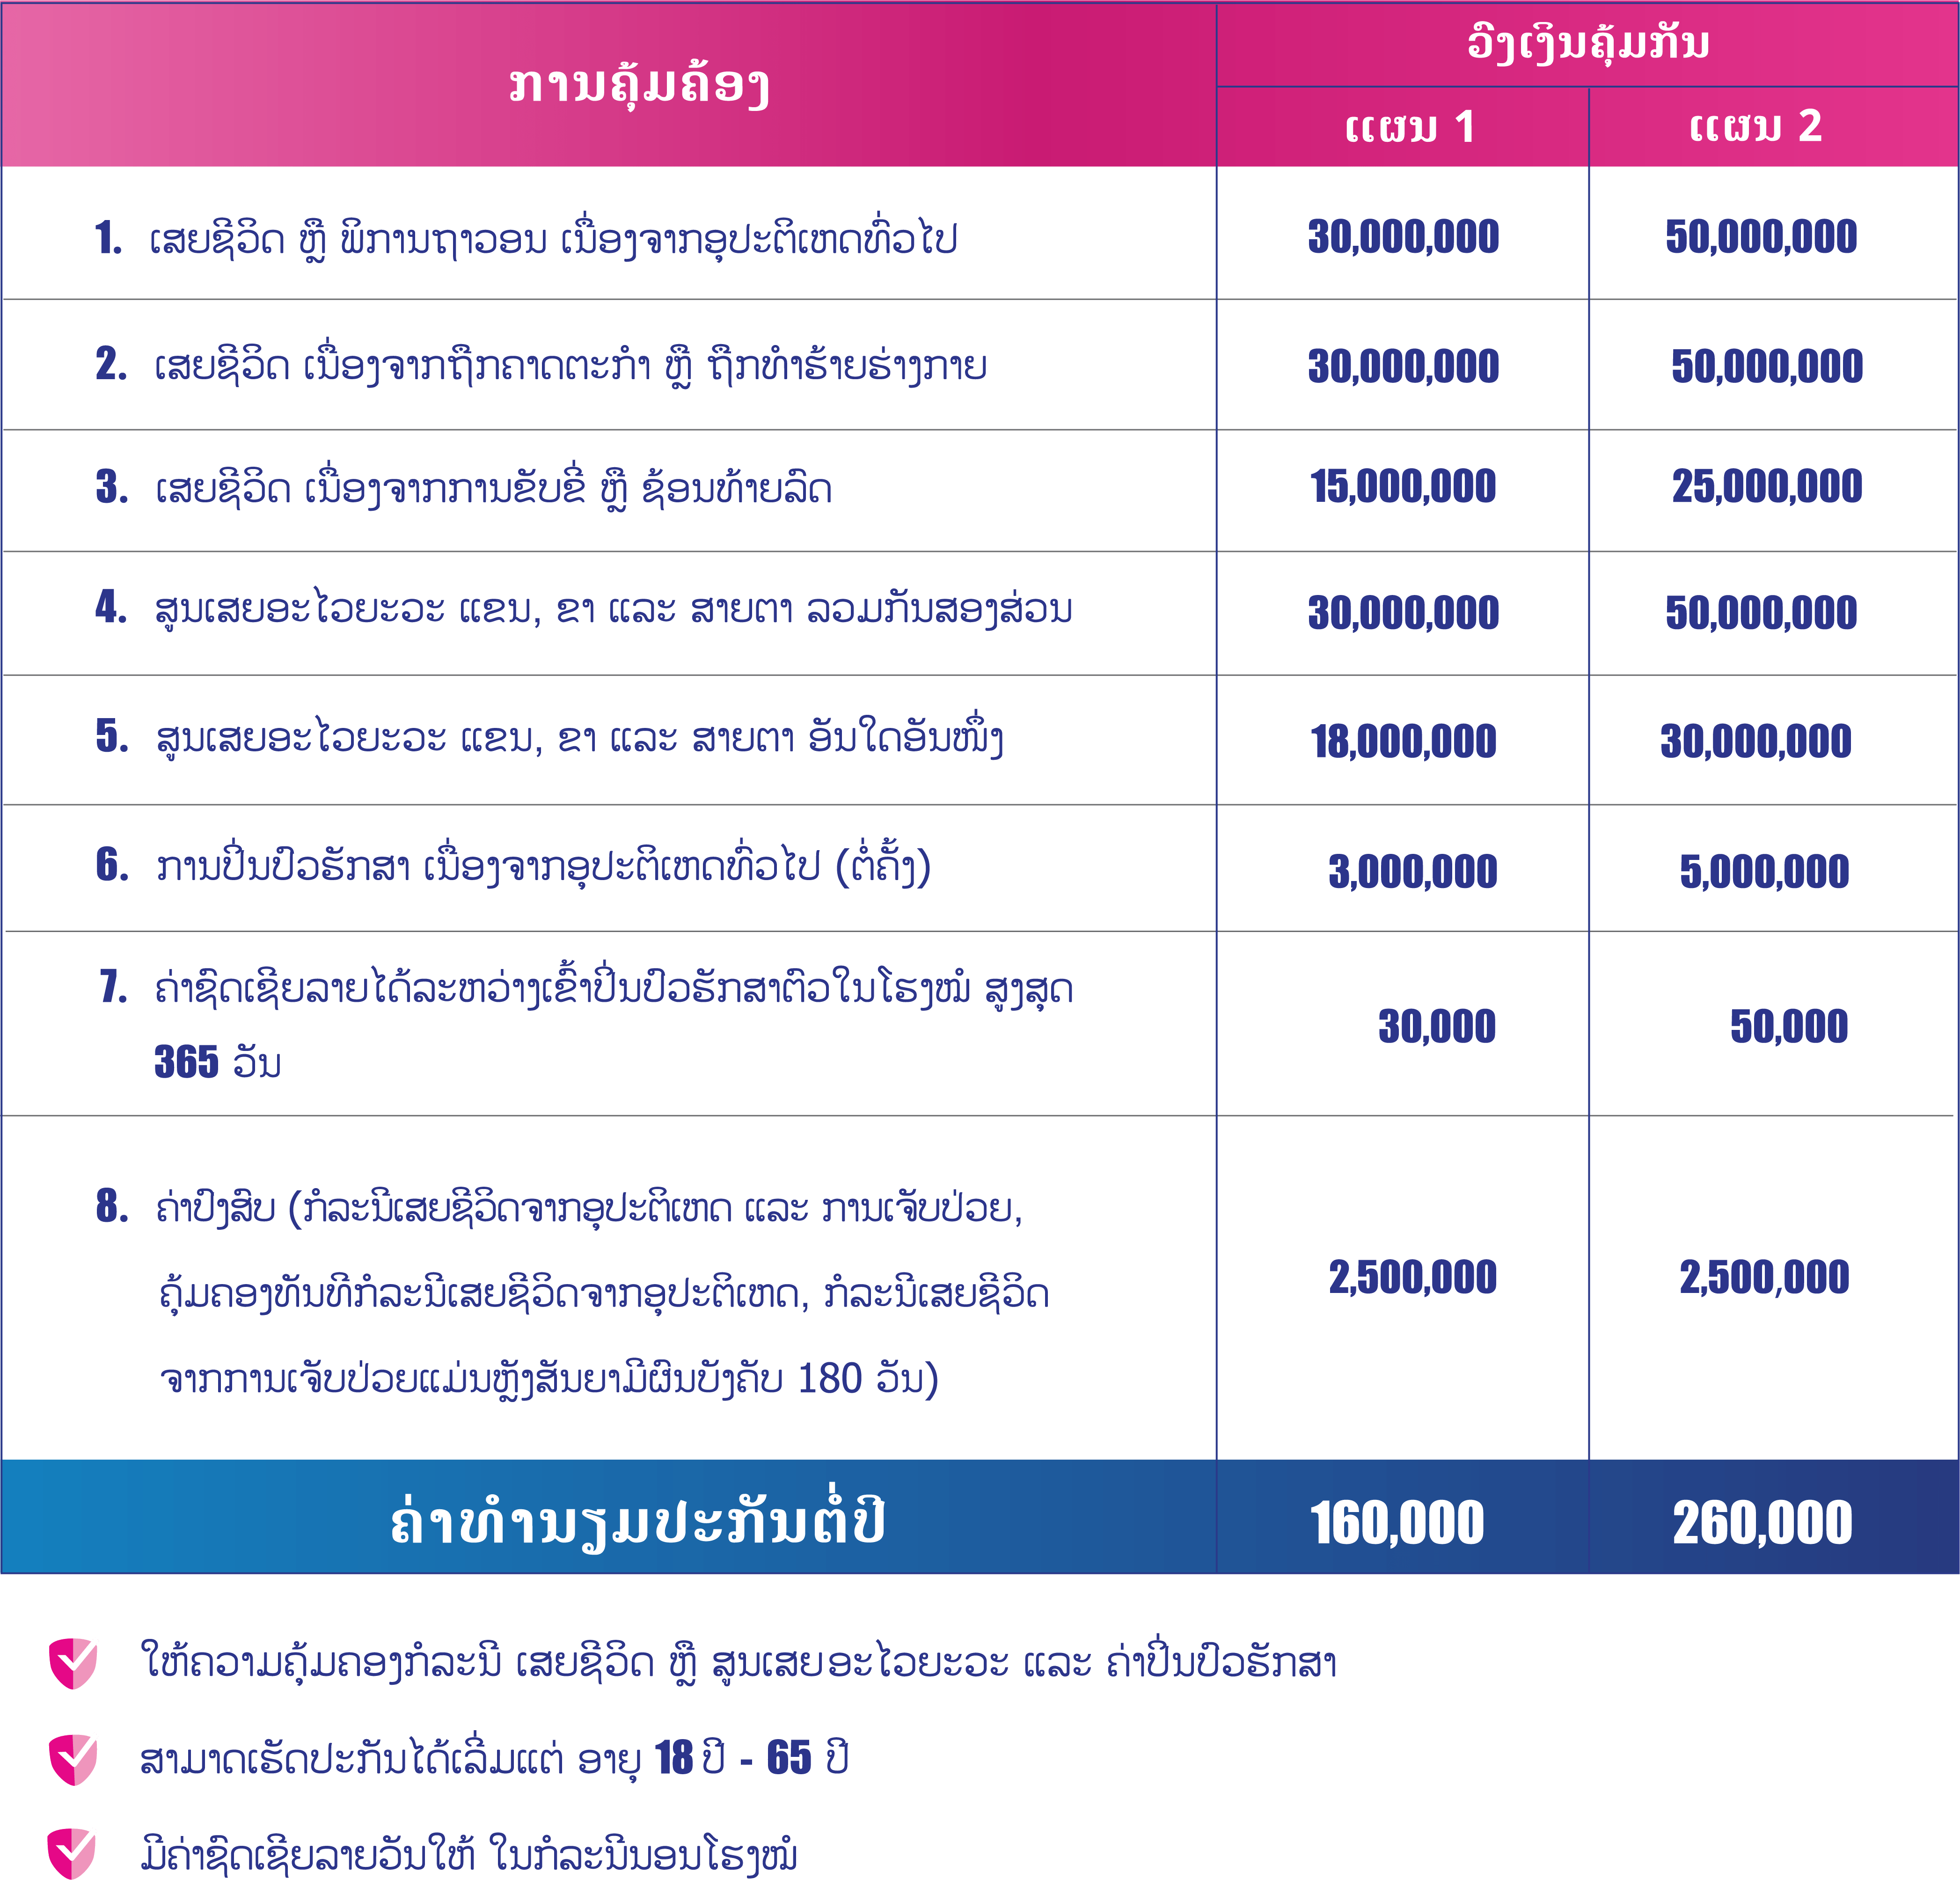 ການຄຸ້ມຄ້ອງ
ວົງເງິນຄຸ້ມກັນ
ແຜນ 1
ແຜນ 2
1. ເສຍຊີວິດ ຫຼື ພິການຖາວອນ ເນື່ອງຈາກອຸປະຕິເຫດທົ່ວໄປ
30,000,000
50,000,000
2. ເສຍຊີວິດ ເນື່ອງຈາກຖືກຄາດຕະກຳ ຫຼື ຖືກທຳຮ້າຍຮ່າງກາຍ
30,000,000
50,000,000
3. ເສຍຊີວິດ ເນື່ອງຈາກການຂັບຂີ່ ຫຼື ຊ້ອນທ້າຍລົດ
15,000,000
25,000,000
4. ສູນເສຍອະໄວຍະວະ ແຂນ, ຂາ ແລະ ສາຍຕາ ລວມກັນສອງສ່ວນ
30,000,000
50,000,000
5. ສູນເສຍອະໄວຍະວະ ແຂນ, ຂາ ແລະ ສາຍຕາ ອັນໃດອັນໜຶ່ງ
18,000,000
30,000,000
6. ການປີ່ນປົວຮັກສາ ເນື່ອງຈາກອຸປະຕິເຫດທົ່ວໄປ (ຕໍ່ຄັ້ງ)
3,000,000
5,000,000
7. ຄ່າຊົດເຊີຍລາຍໄດ້ລະຫວ່າງເຂົ້າປີ່ນປົວຮັກສາຕົວໃນໂຮງໝໍ ສູງສຸດ
365 ວັນ
30,000
50,000
8. ຄ່າປົງສົບ (ກໍລະນີເສຍຊີວິດຈາກອຸປະຕິເຫດ ແລະ ການເຈັບປ່ວຍ,
ຄຸ້ມຄອງທັນທີກໍລະນີເສຍຊີວິດຈາກອຸປະຕິເຫດ, ກໍລະນີເສຍຊີວິດ
ຈາກການເຈັບປ່ວຍແມ່ນຫຼັງສັນຍາມີຜົນບັງຄັບ 180 ວັນ)
2,500,000
2,500,000
ຄ່າທຳນຽມປະກັນຕໍ່ປີ
160,000
260,000
ໃຫ້ຄວາມຄຸ້ມຄອງກໍລະນີ ເສຍຊີວິດ ຫຼື ສູນເສຍອະໄວຍະວະ ແລະ ຄ່າປີ່ນປົວຮັກສາ
ສາມາດເຮັດປະກັນໄດ້ເລີ່ມແຕ່ ອາຍຸ 18 ປີ - 65 ປີ
ມີຄ່າຊົດເຊີຍລາຍວັນໃຫ້ ໃນກໍລະນີນອນໂຮງໝໍ